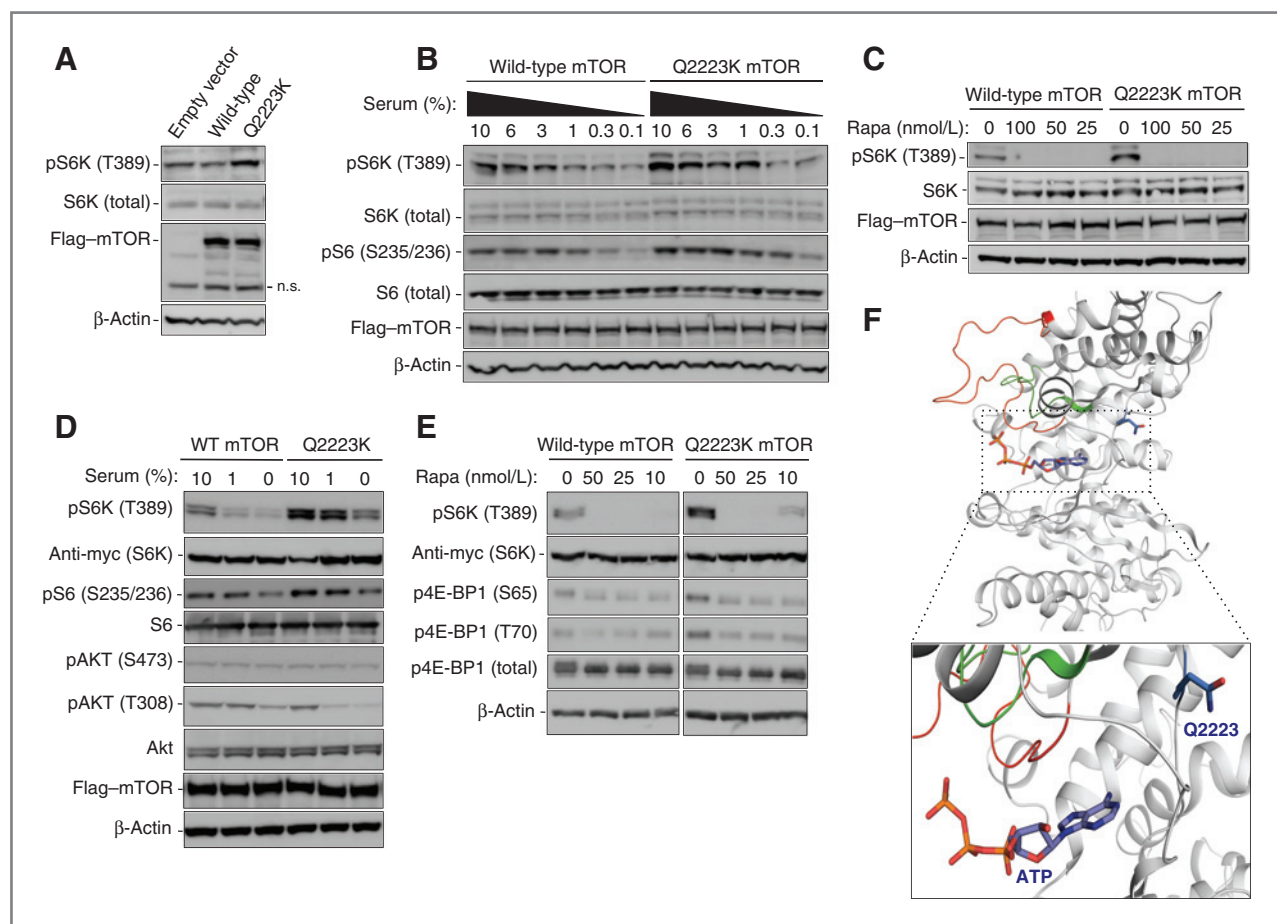 A
Empty vector
Wild-type
Q2223K
pS6K (T389)
S6K (total)
Flag–mTOR
n.s.
β-Actin
B
Wild-type mTOR Q2223K mTOR
Serum (%):
10 6 3 1 0.3 0.1 10 6 3 1 0.3 0.1
pS6K (T389)
S6K (total)
pS6 (S235/236)
S6 (total)
Flag–mTOR
β-Actin
C
Wild-type mTOR Q2223K mTOR
Rapa (nmol/L): 0 100 50 25 0 100 50 25
pS6K (T389)
S6K
Flag–mTOR
β-Actin
D
WT mTOR Q2223K
Serum (%): 10 1 0 10 1 0
pS6K (T389)
Anti-myc (S6K)
pS6 (S235/236)
S6
pAKT (S473)
pAKT (T308)
Akt
Flag–mTOR
β-Actin
E
Wild-type mTOR Q2223K mTOR
Rapa (nmol/L): 0 50 25 10 0 50 25 10
pS6K (T389)
Anti-myc (S6K)
p4E-BP1 (S65)
p4E-BP1 (T70)
p4E-BP1 (total)
β-Actin
F
Q2223
ATP